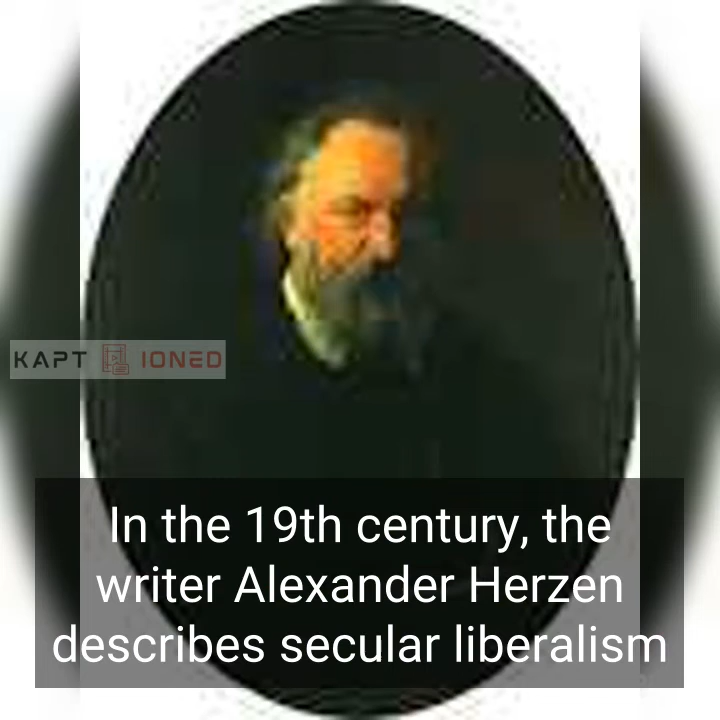 KAPT IONED
In the 19th century, the
writer Alexander Herzen
describes secular liberalism